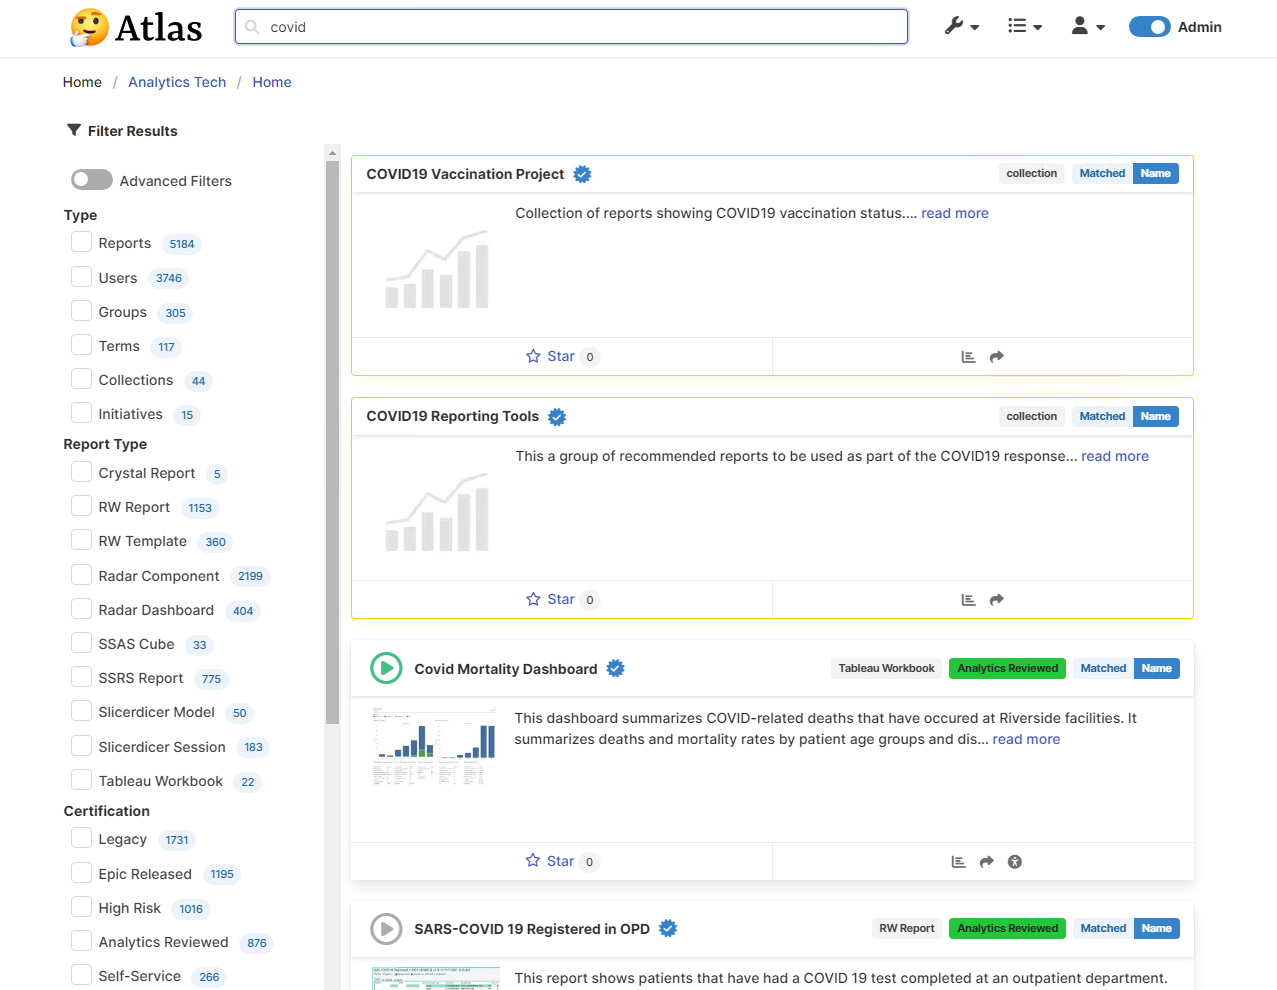 Atlas
covid
Admin
Home / Analytics Tech / Home
Filter Results
Advanced Filters
Type
Reports 5184
Users 3746
Groups 305
Terms 117
Collections 44
Initiatives 15
Report Type
Crystal Report 5
RW Report 1153
RW Template 360
Radar Component 2199
Radar Dashboard 404
SSAS Cube 33
SSRS Report 775
Slicerdicer Model 50
Slicerdicer Session 183
Tableau Workbook 22
Certification
Legacy 1731
Epic Released 1195
High Risk 1016
Analytics Reviewed 876
Self-Service 266
COVID19 Vaccination Project collection Matched Name
Collection of reports showing COVID19 vaccination status.... read more
Star 0
COVID19 Reporting Tools collection Matched Name
This a group of recommended reports to be used as part of the COVID19 response... read more
Star 0
Covid Mortality Dashboard Tableau Workbook Analytics Reviewed Matched Name
This dashboard summarizes COVID-related deaths that have occured at Riverside facilities. It
summarizes deaths and mortality rates by patient age groups and dis... read more
Star 0
SARS-COVID 19 Registered in OPD RW Report Analytics Reviewed Matched Name
This report shows patients that have had a COVID 19 test completed at an outpatient department.